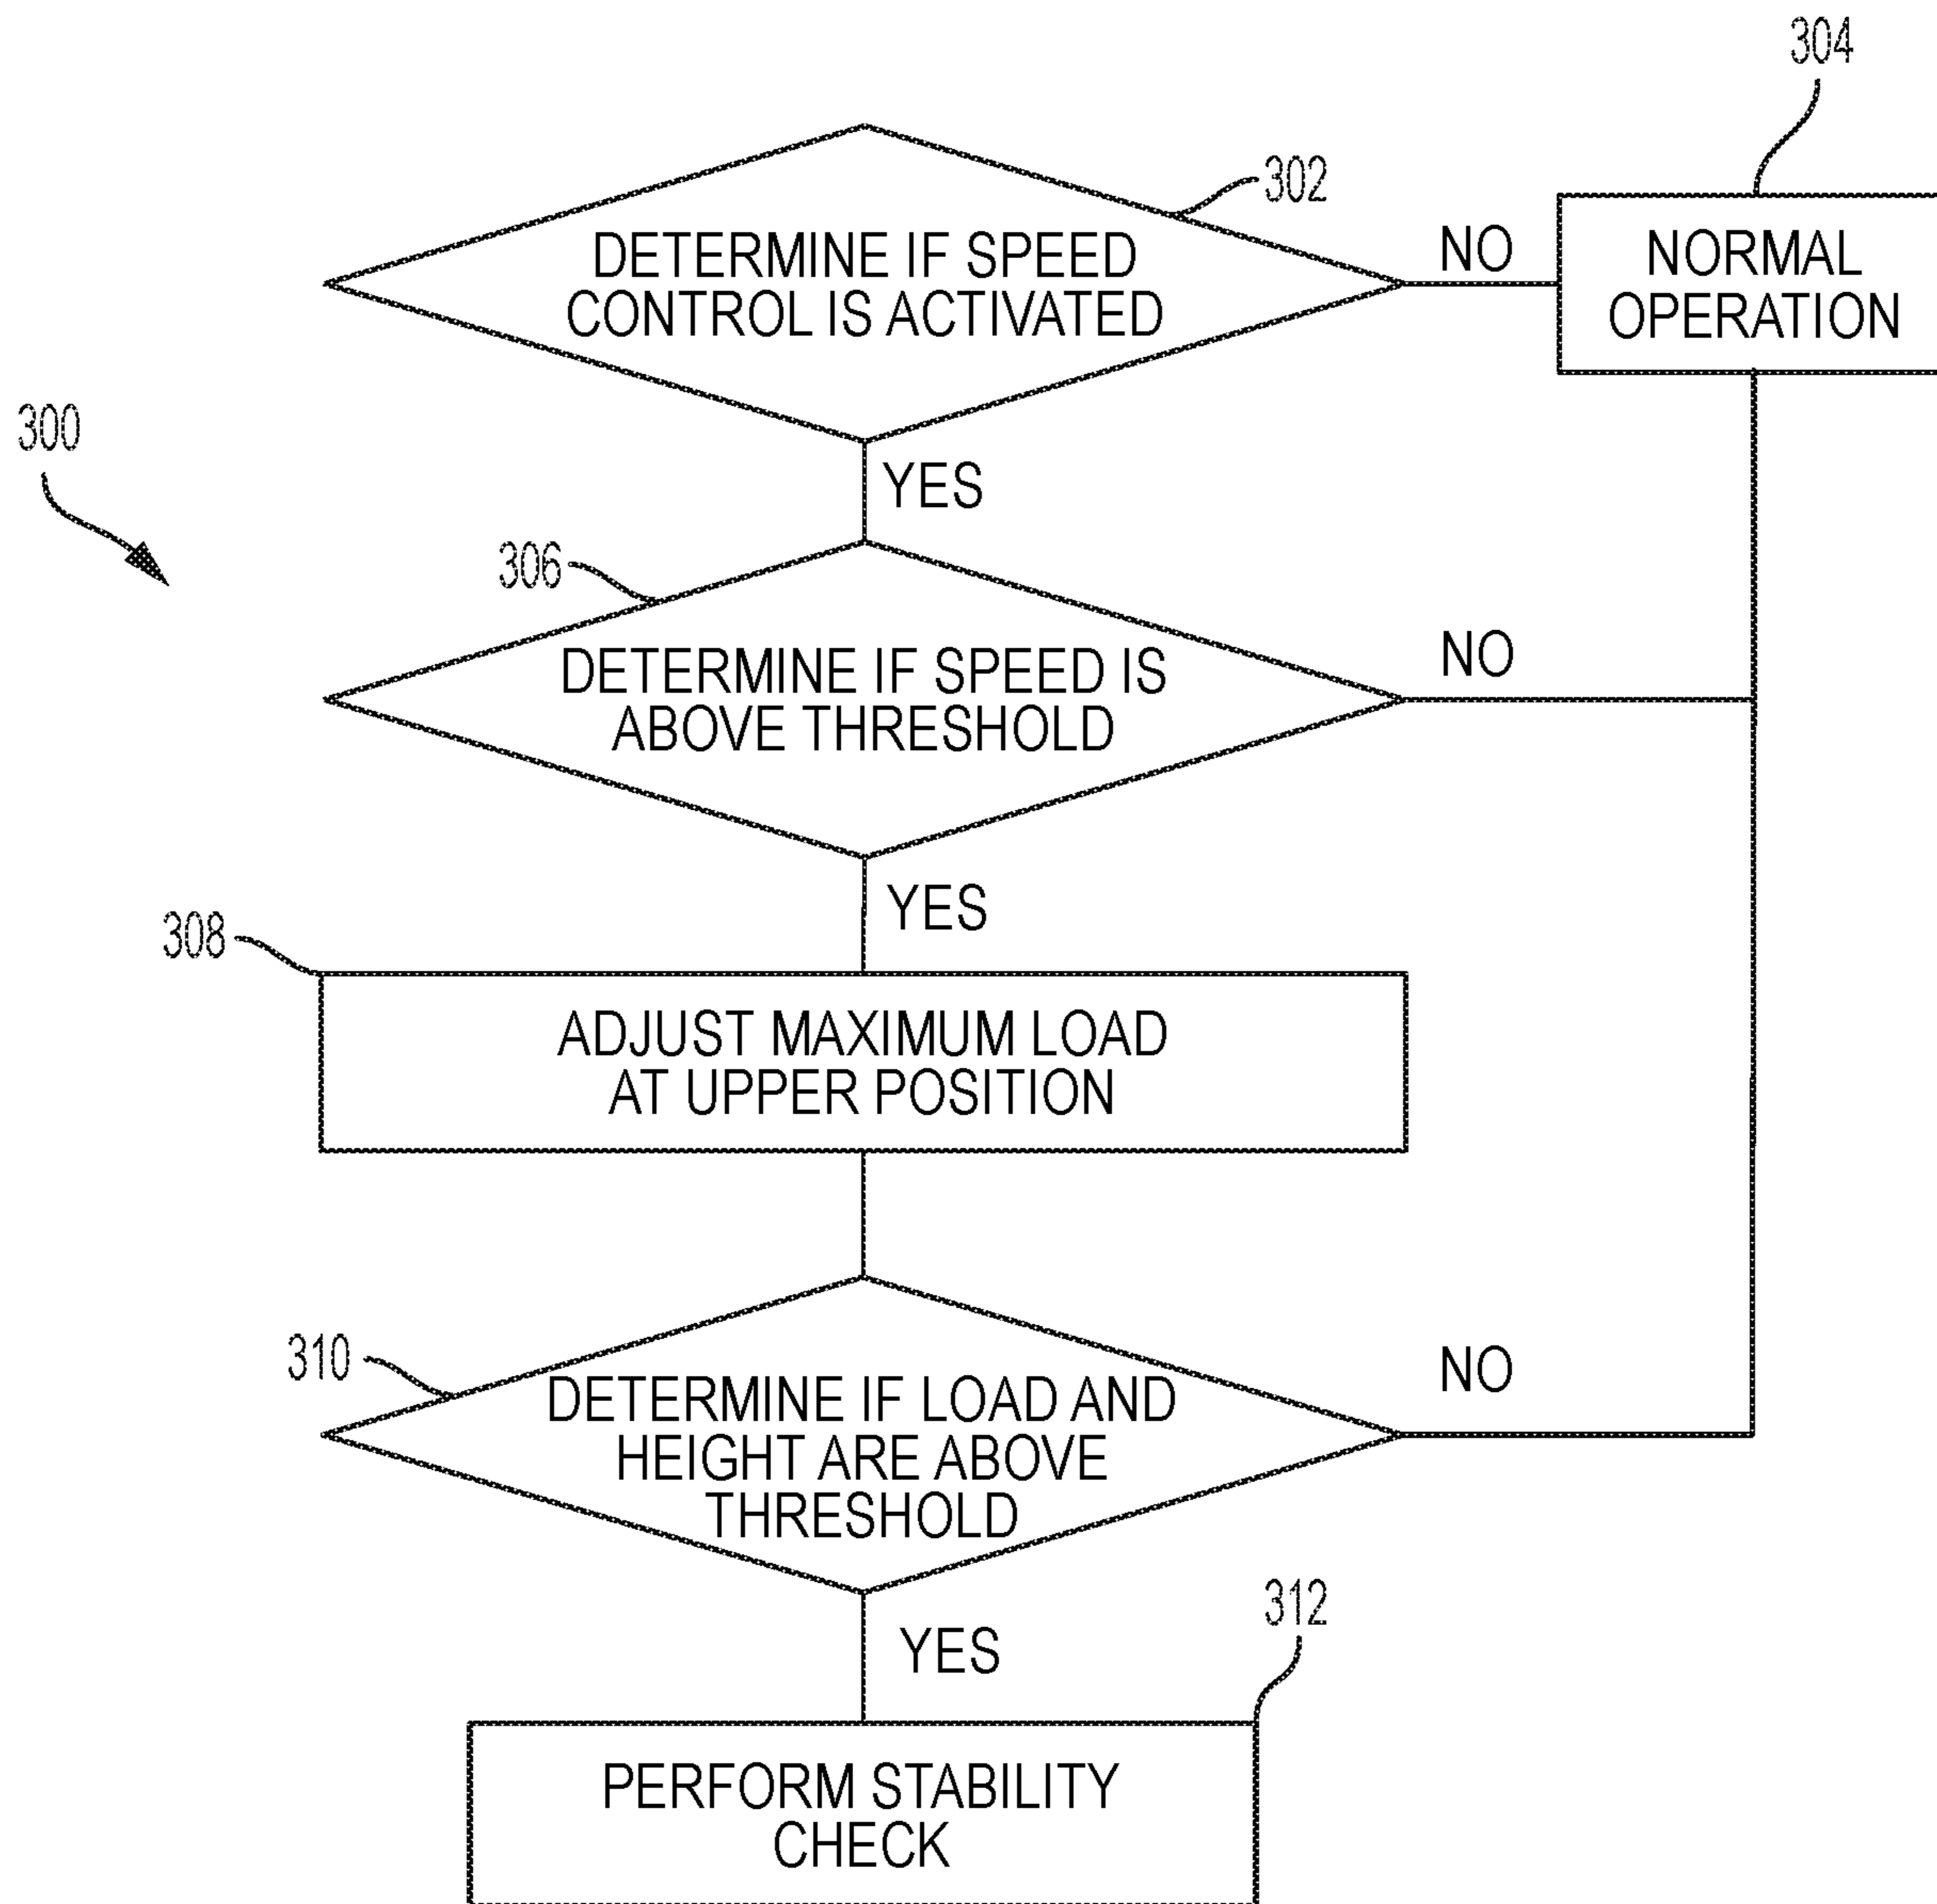 304
302
DETERMINE IF SPEED
CONTROL IS ACTIVATED
NO
NORMAL
OPERATION
300
YES
306
DETERMINE IF SPEED IS
ABOVE THRESHOLD
NO
YES
308
ADJUST MAXIMUM LOAD
AT UPPER POSITION
310
DETERMINE IF LOAD AND
HEIGHT ARE ABOVE
THRESHOLD
NO
YES
312
PERFORM STABILITY
CHECK